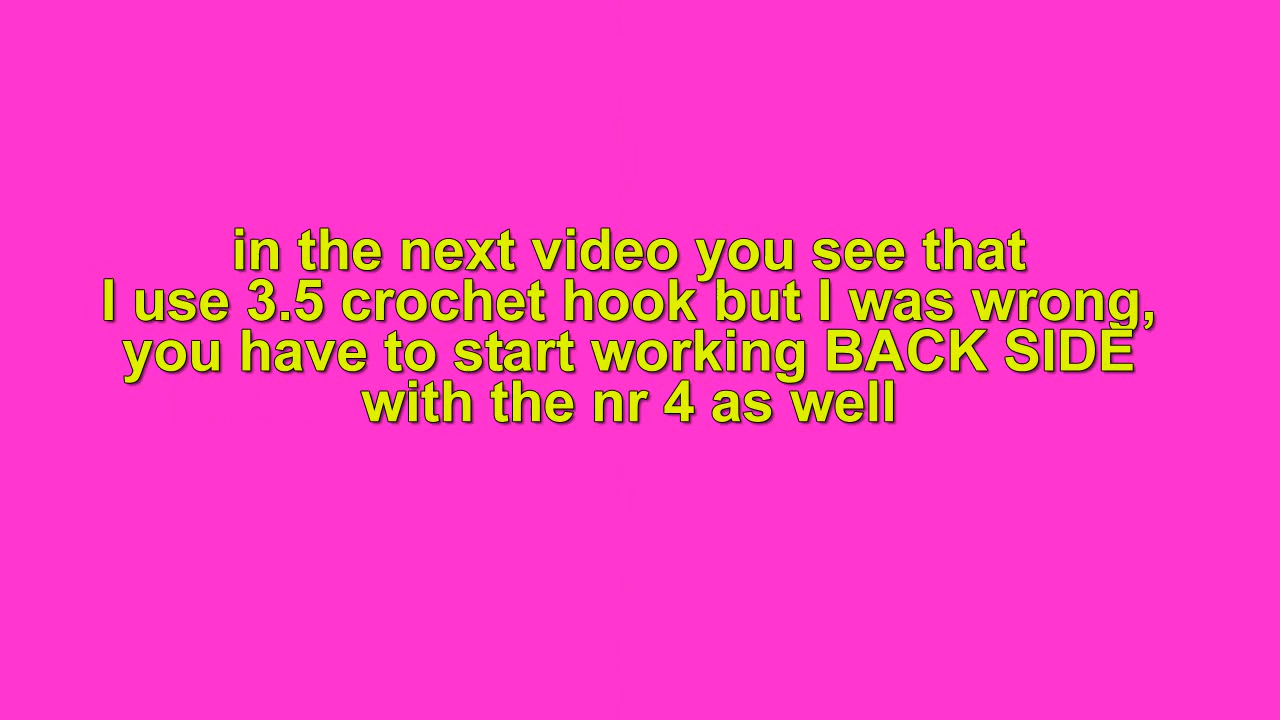 in the next video you see that
I use 3.5 crochet hook but I was wrong,
you have to start working BACK SIDE
with the nr 4 as well